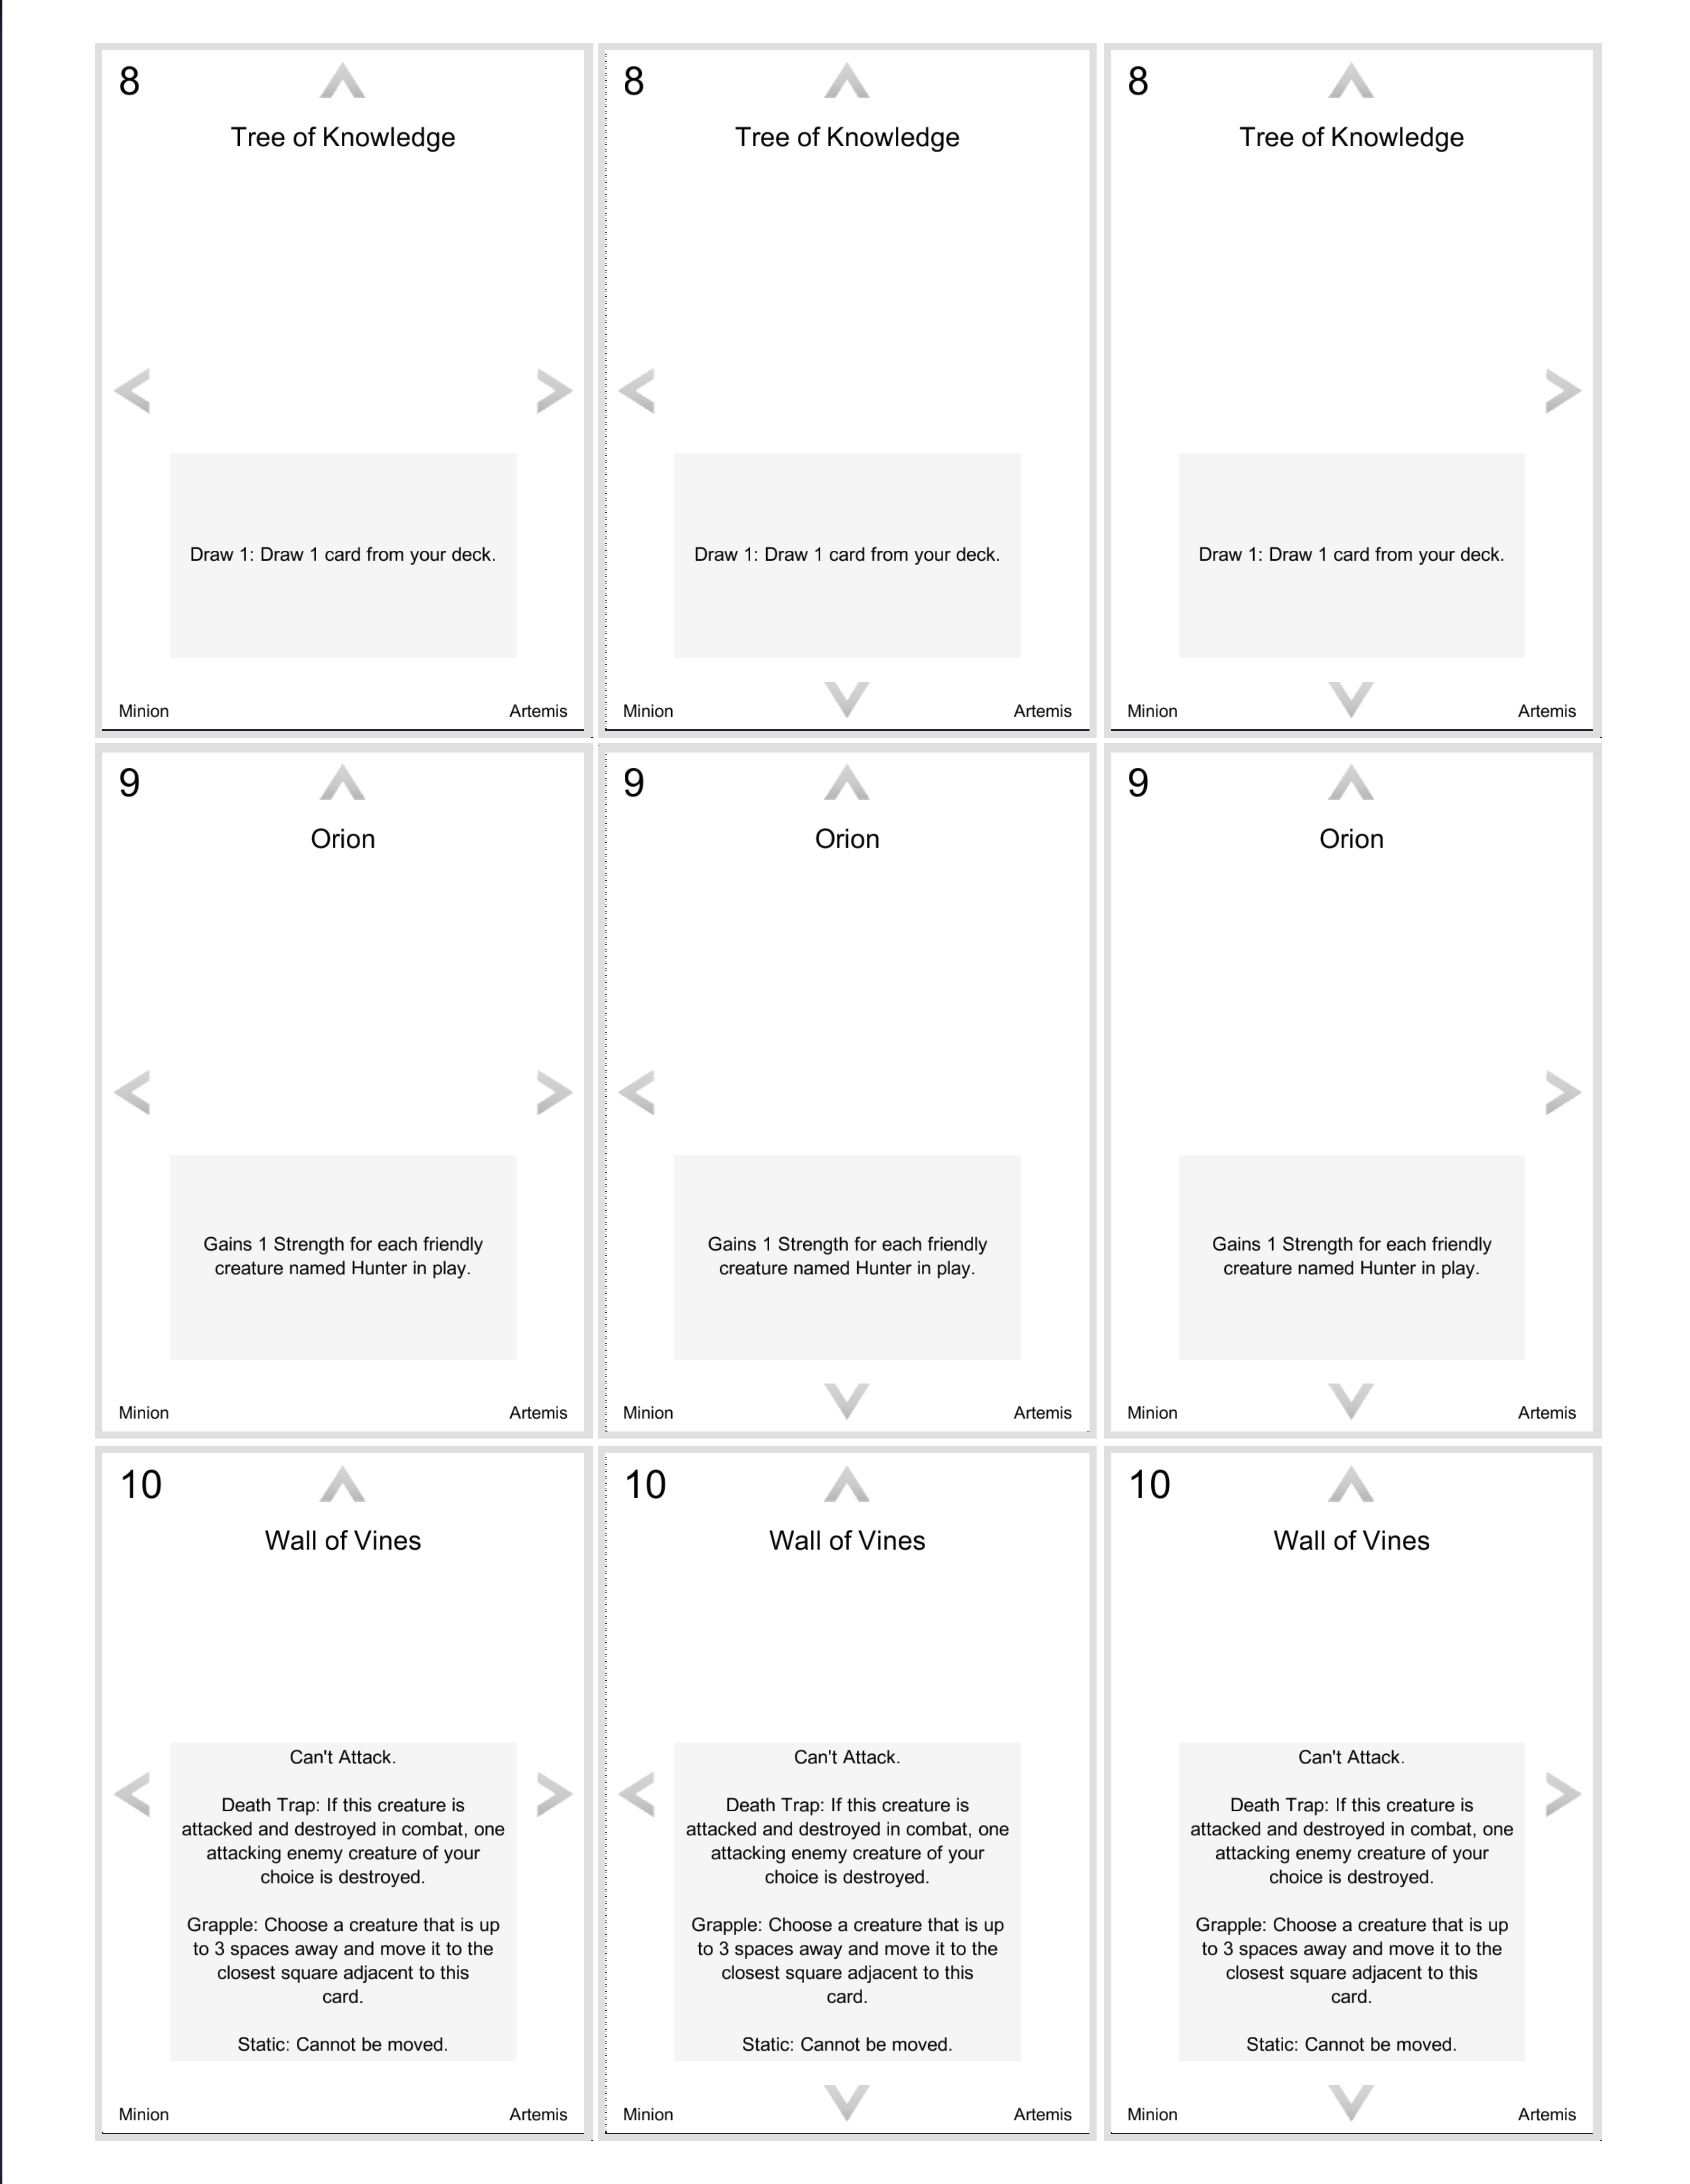 8
Tree of Knowledge
Draw 1: Draw 1 card from your deck.
Minion
Artemis
8
Tree of Knowledge
Draw 1: Draw 1 card from your deck.
Minion
Artemis
8
Tree of Knowledge
Draw 1: Draw 1 card from your deck.
Minion
Artemis
9
Orion
Gains 1 Strength for each friendly
creature named Hunter in play.
Minion
Artemis
9
Orion
Gains 1 Strength for each friendly
creature named Hunter in play.
Minion
Artemis
9
Orion
Gains 1 Strength for each friendly
creature named Hunter in play.
Minion
Artemis
10
Wall of Vines
Can't Attack.
Death Trap: If this creature is
attacked and destroyed in combat, one
attacking enemy creature of your
choice is destroyed.
Grapple: Choose a creature that is up
to 3 spaces away and move it to the
closest square adjacent to this
card.
Static: Cannot be moved.
Minion
Artemis
10
Wall of Vines
Can't Attack.
Death Trap: If this creature is
attacked and destroyed in combat, one
attacking enemy creature of your
choice is destroyed.
Grapple: Choose a creature that is up
to 3 spaces away and move it to the
closest square adjacent to this
card.
Static: Cannot be moved.
Minion
Artemis
10
Wall of Vines
Can't Attack.
Death Trap: If this creature is
attacked and destroyed in combat, one
attacking enemy creature of your
choice is destroyed.
Grapple: Choose a creature that is up
to 3 spaces away and move it to the
closest square adjacent to this
card.
Static: Cannot be moved.
Minion
Artemis